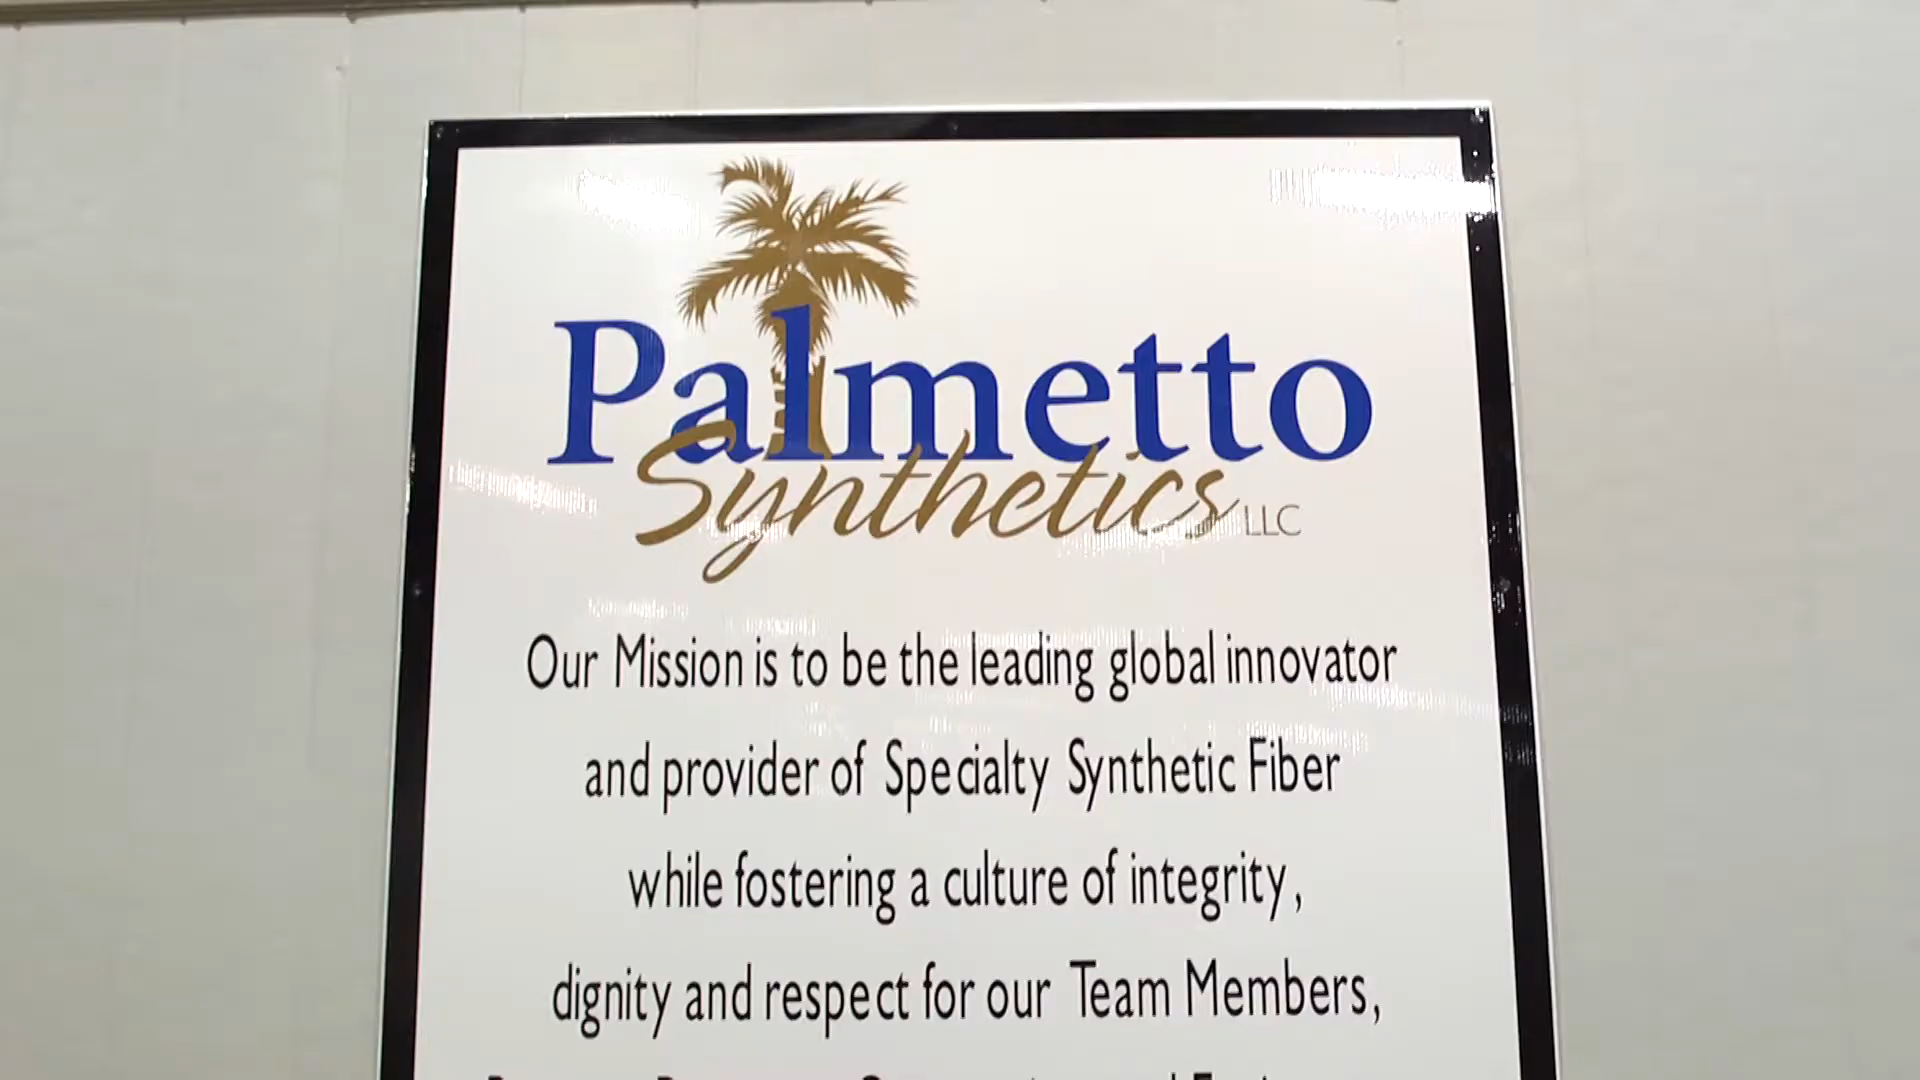 Palmetto
Synthetics LLC
Our Mission is to be the leading global innovator
and provider of Specialty Synthetic Fiber
while fostering a culture of integrity,
dignity and respect for our Team Members,